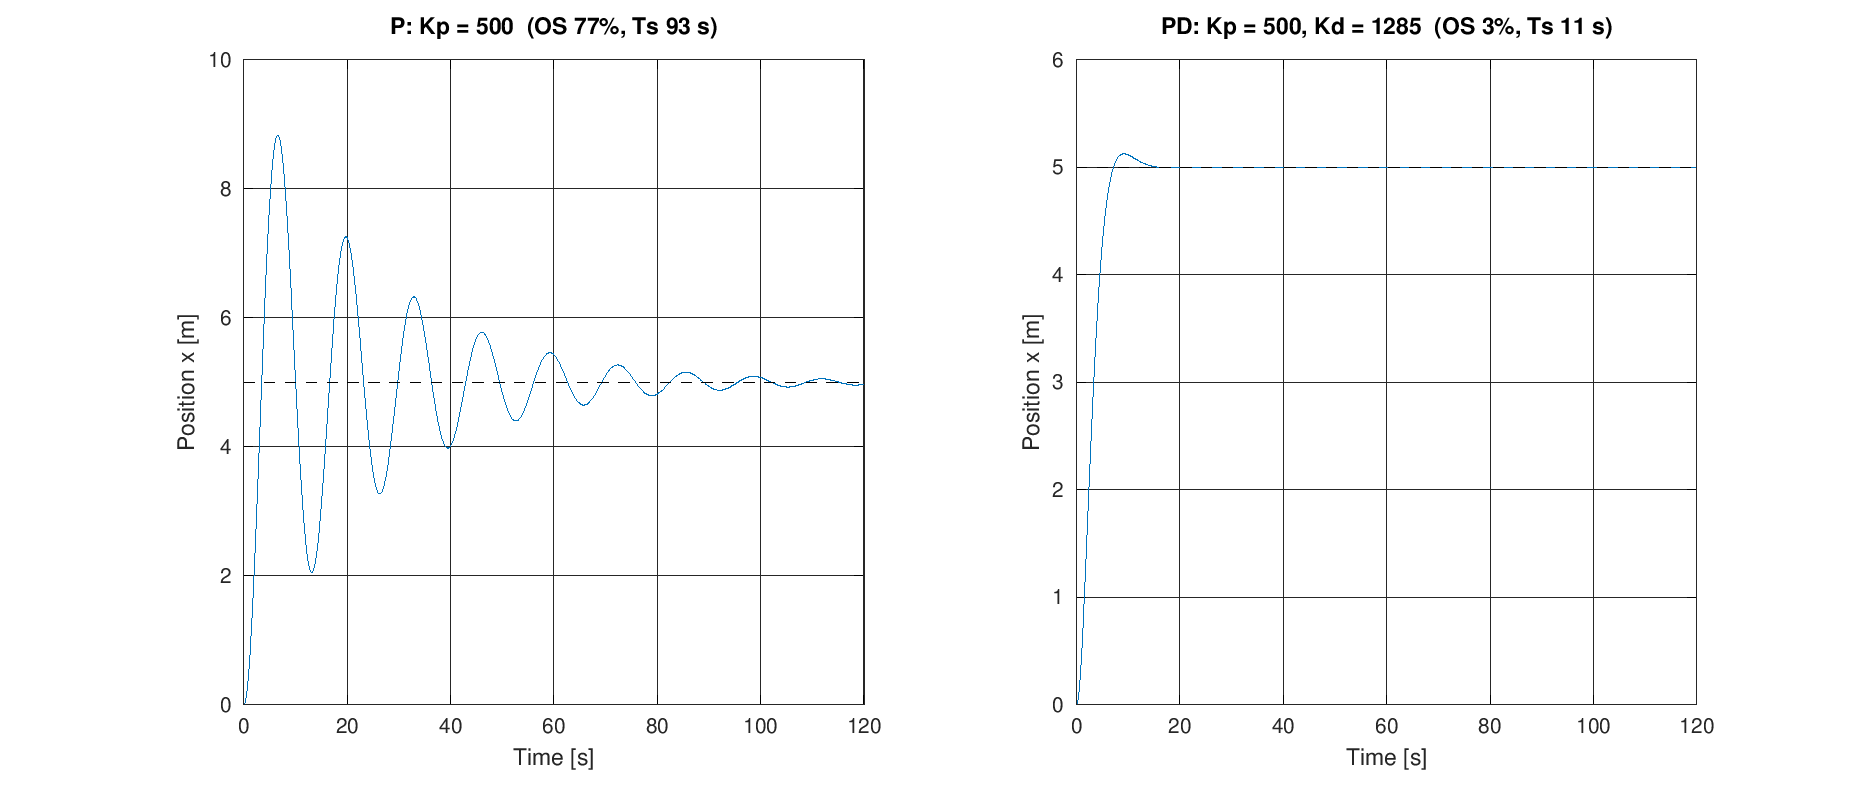 P: Kp = 500 (OS 77%, Ts 93 s)
10
8
6
4
2
0
Position x [m]
0 20 40 60 80 100 120
Time [s]
PD: Kp = 500, Kd = 1285 (OS 3%, Ts 11 s)
6
5
4
3
2
1
0
Position x [m]
0 20 40 60 80 100 120
Time [s]